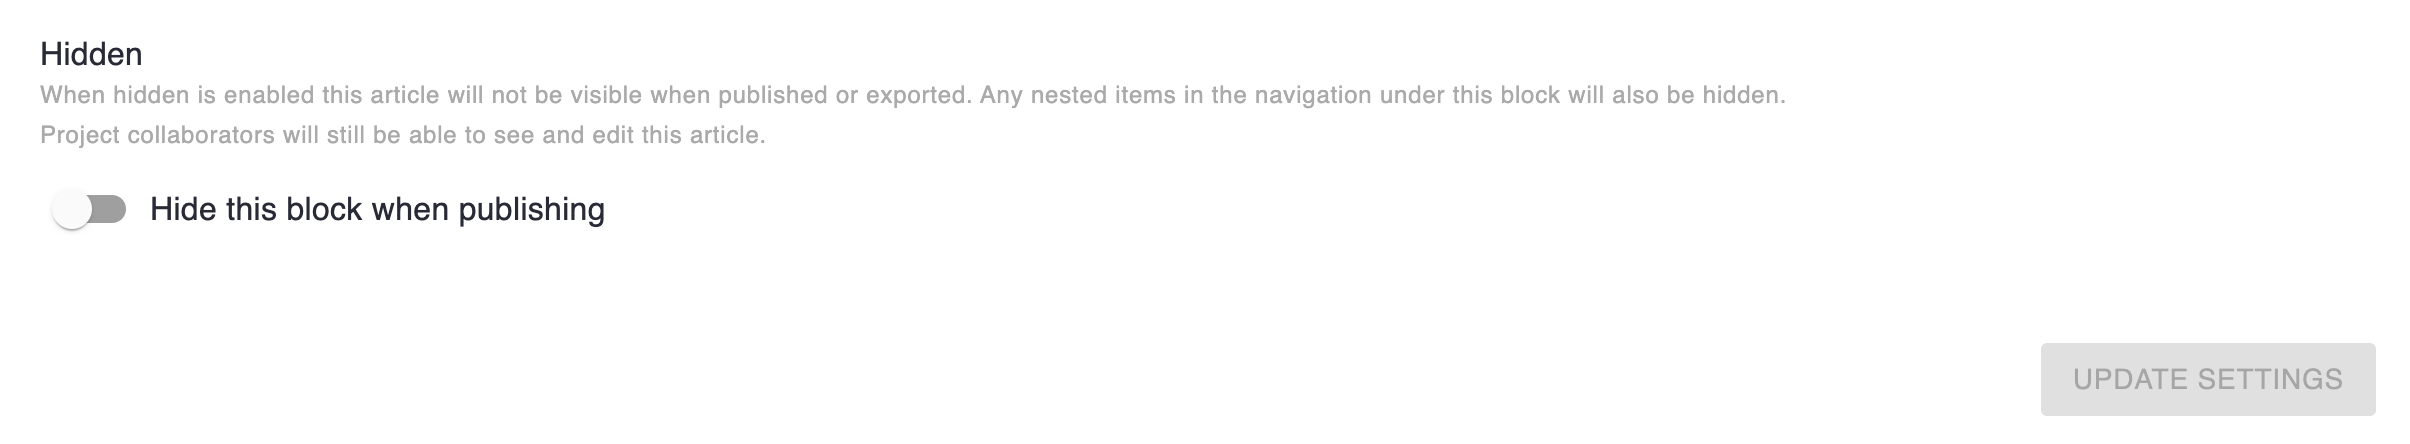 Hidden
When hidden is enabled this article will not be visible when published or exported. Any nested items in the navigation under this block will also be hidden.
Project collaborators will still be able to see and edit this article.
Hide this block when publishing
UPDATE SETTINGS